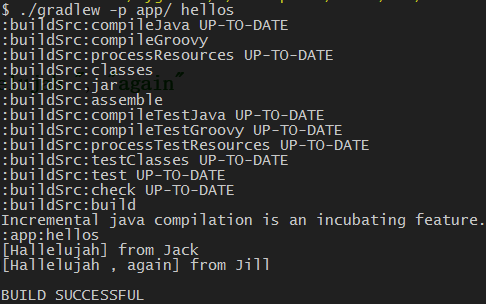 $ ./gradlew -p app/ hellos
:buildSrc:compileJava UP-TO-DATE
:buildSrc:compileGroovy
:buildSrc:processResources UP-TO-DATE
:buildSrc:classes
:buildSrc:jar
again"
:buildSrc:assemble
:buildSrc:compileTestJava UP-TO-DATE
:buildSrc:compileTestGroovy UP-TO-DATE
:buildSrc:processTestResources UP-TO-DATE
:buildSrc:testClasses UP-TO-DATE
:buildSrc:test UP-TO-DATE
:buildSrc:check UP-TO-DATE
:buildSrc:build
Incremental java compilation is an incubating feature.
:app:hellos
[Hallelujah] from Jack
[Hallelujah , again] from Jill
BUILD SUCCESSFUL